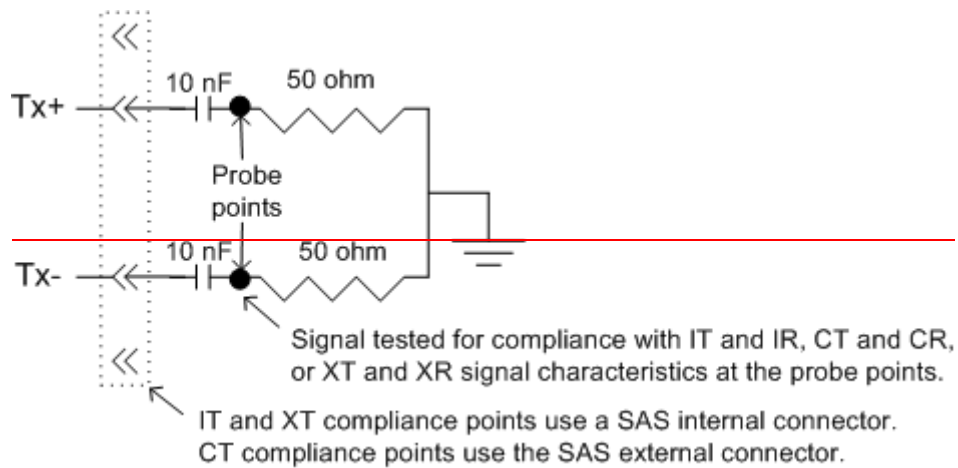 10 nF
50 ohm
Tx+
Probe
points
10 nF
50 ohm
Tx-
Signal tested for compliance with IT and IR, CT and CR,
or XT and XR signal characteristics at the probe points.
IT and XT compliance points use a SAS internal connector.
CT compliance points use the SAS external connector.